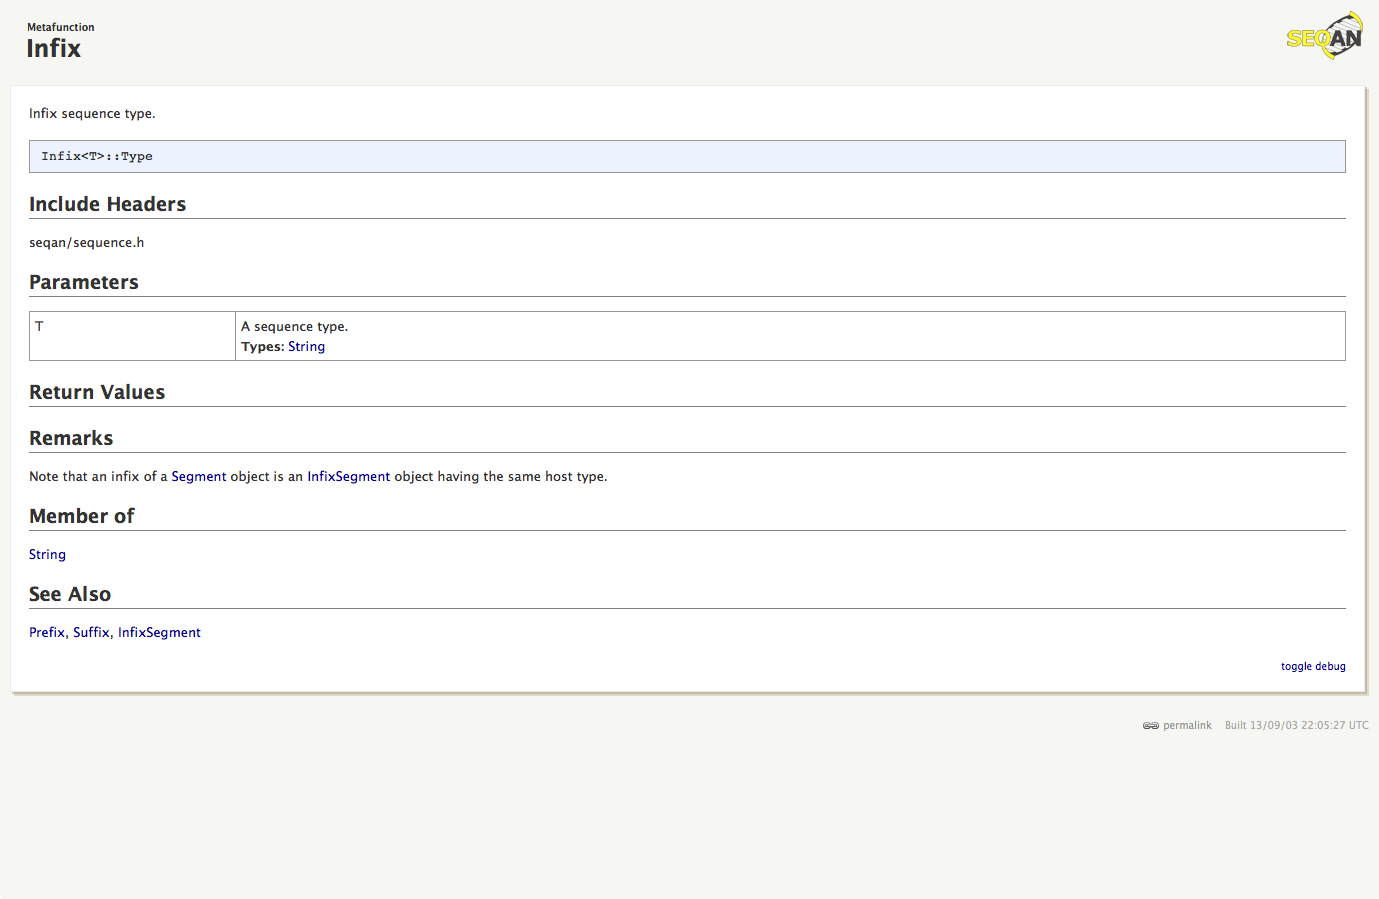 Metafunction
Infix
SEQAN
Infix sequence type.
Infix<T>::Type
Include Headers
seqan/sequence.h
Parameters
T
A sequence type.
Types: String
Return Values
Remarks
Note that an infix of a Segment object is an InfixSegment object having the same host type.
Member of
String
See Also
Prefix, Suffix, InfixSegment
toggle debug
permalink Built 13/09/03 22:05:27 UTC